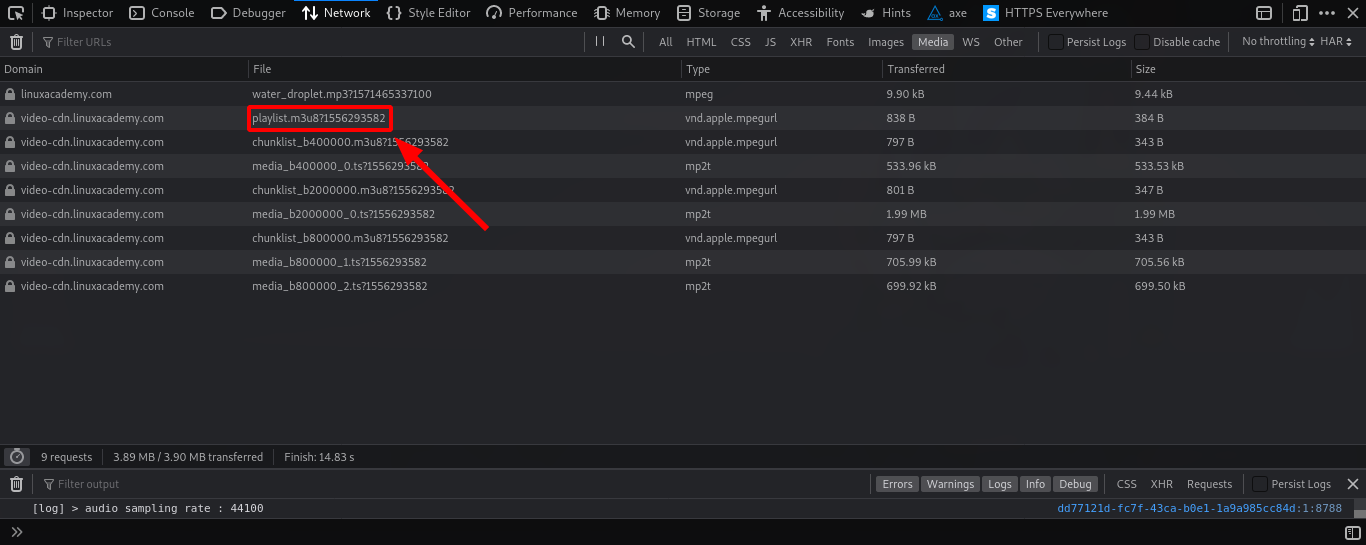 Inspector Console Debugger Network Style Editor Performance Memory Storage Accessibility Hints axe HTTPS Everywhere
Filter URLs All HTML CSS JS XHR Fonts Images Media WS Other Persist Logs Disable cache No throttling HAR
Domain File Type Transferred Size
linuxacademy.com water_droplet.mp3?1571465337100 mpeg 9.90 kB 9.44 kB
video-cdn.linuxacademy.com playlist.m3u8?1556293582 vnd.apple.mpegurl 838 B 384 B
video-cdn.linuxacademy.com chunklist_b400000.m3u8?1556293582 vnd.apple.mpegurl 797 B 343 B
video-cdn.linuxacademy.com media_b400000_0.ts?1556293582 mp2t 533.96 kB 533.53 kB
video-cdn.linuxacademy.com chunklist_b2000000.m3u8?1556293582 vnd.apple.mpegurl 801 B 347 B
video-cdn.linuxacademy.com media_b2000000_0.ts?1556293582 mp2t 1.99 MB 1.99 MB
video-cdn.linuxacademy.com chunklist_b800000.m3u8?1556293582 vnd.apple.mpegurl 797 B 343 B
video-cdn.linuxacademy.com media_b800000_1.ts?1556293582 mp2t 705.99 kB 705.56 kB
video-cdn.linuxacademy.com media_b800000_2.ts?1556293582 mp2t 699.92 kB 699.50 kB
9 requests 3.89 MB / 3.90 MB transferred Finish: 14.83 s
Filter output Errors Warnings Logs Info Debug CSS XHR Requests Persist Logs
[log] > audio sampling rate : 44100 dd77121d-fc7f-43ca-b0e1-1a9a985cc84d:1:8788